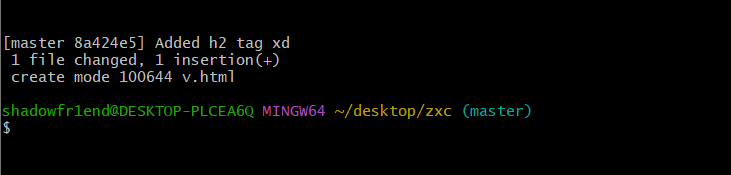 [master 8a424e5] Added h2 tag xd
 1 file changed, 1 insertion(+)
 create mode 100644 v.html
shadowfr1end@DESKTOP-PLCEA6Q MINGW64 ~/desktop/zxc (master)
$